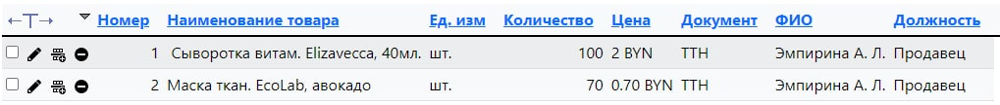 Номер Наименование товара Ед. изм Количество Цена Документ ФИО Должность
1 Сыворотка витам. Elizavecca, 40мл. шт. 100 2 BYN ТТН Эмпирина А. Л. Продавец
2 Маска ткан. EcoLab, авокадо шт. 70 0.70 BYN ТТН Эмпирина А. Л. Продавец